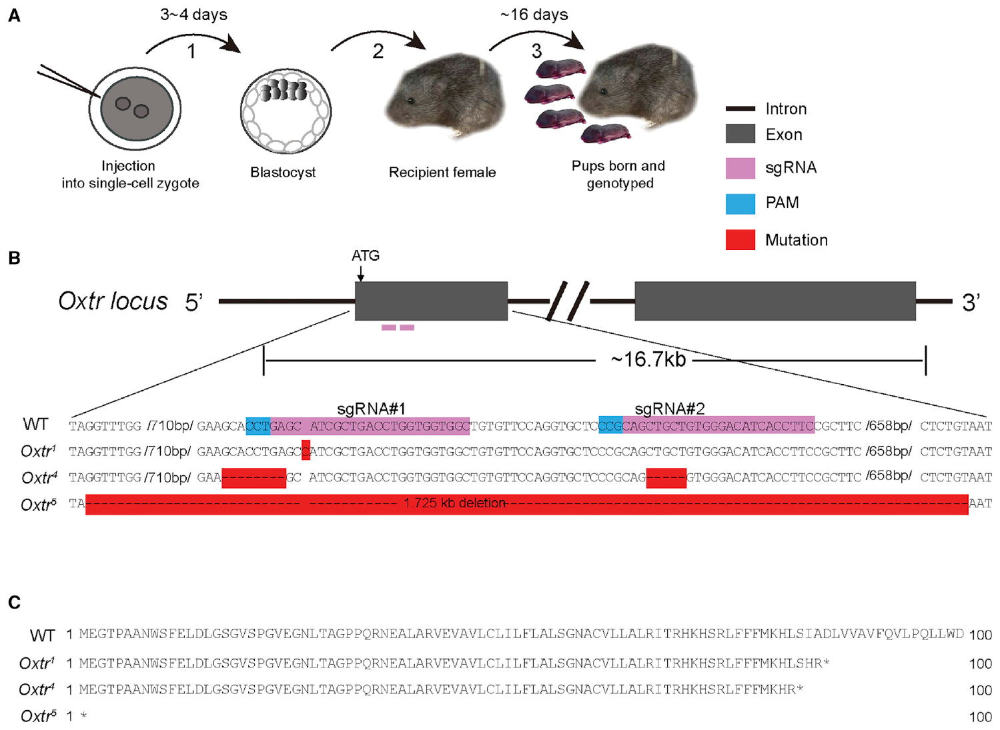 A
3~4 days
~16 days
1
2
3
Injection
into single-cell zygote
Blastocyst
Recipient female
Pups born and
genotyped
Intron
Exon
sgRNA
PAM
Mutation
B
ATG
Oxtr locus 5’ 3’
~16.7kb
sgRNA#1 sgRNA#2
WT TAGGTTTGG /710bp/ GAAGCACCTGAGC ATCGCTGACCTGGTGGTGGCTGTGTTCCAGGTGCTCCCGCAGCTGCTGTGGGACATCACCTTCCGCTTC /658bp/ CTCTGTAAT
Oxtr1 TAGGTTTGG /710bp/ GAAGCACCTGAGCCATCGCTGACCTGGTGGTGGCTGTGTTCCAGGTGCTCCCGCAGCTGCTGTGGGACATCACCTTCCGCTTC /658bp/ CTCTGTAAT
Oxtr4 TAGGTTTGG /710bp/ GAA--------GC ATCGCTGACCTGGTGGTGGCTGTGTTCCAGGTGCTCCCGCAG-----GTGGGACATCACCTTCCGCTTC /658bp/ CTCTGTAAT
Oxtr5 TA 1.725 kb deletion AAT
C
WT 1 MEGTPAANWSFELDLGSGVSPGVEGNLTAGPPQRNEALARVEVAVLCLILFLALSGNACVLLALRITRHKHSRLFFFMKHLSIADLVVAVFQVLPQLLWD 100
Oxtr1 1 MEGTPAANWSFELDLGSGVSPGVEGNLTAGPPQRNEALARVEVAVLCLILFLALSGNACVLLALRITRHKHSRLFFFMKHLSHR* 100
Oxtr4 1 MEGTPAANWSFELDLGSGVSPGVEGNLTAGPPQRNEALARVEVAVLCLILFLALSGNACVLLALRITRHKHSRLFFFMKHR* 100
Oxtr5 1 * 100